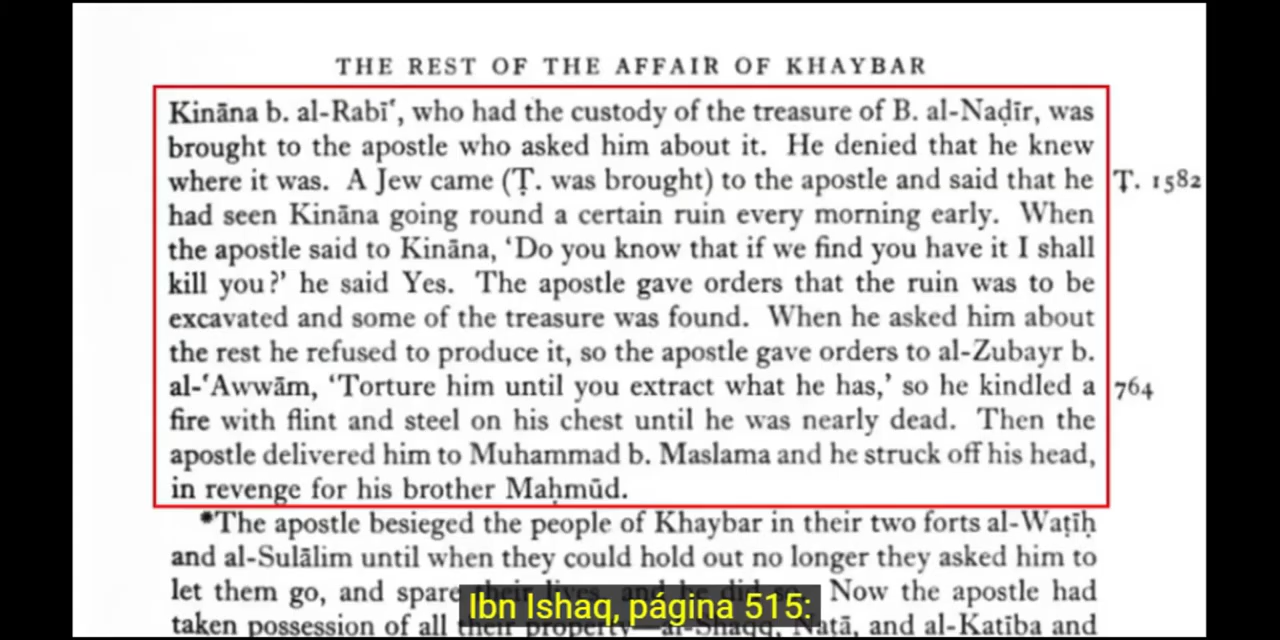 THE REST OF THE AFFAIR OF KHAYBAR
Kināna b. al-Rabīʿ, who had the custody of the treasure of B. al-Naḍīr, was
brought to the apostle who asked him about it. He denied that he knew
where it was. A Jew came (Ṭ. was brought) to the apostle and said that he
T. 1582
had seen Kināna going round a certain ruin every morning early. When
the apostle said to Kināna, ‘Do you know that if we find you have it I shall
kill you?’ he said Yes. The apostle gave orders that the ruin was to be
excavated and some of the treasure was found. When he asked him about
the rest he refused to produce it, so the apostle gave orders to al-Zubayr b.
al-ʿAwwām, ‘Torture him until you extract what he has,’ so he kindled a
764
fire with flint and steel on his chest until he was nearly dead. Then the
apostle delivered him to Muhammad b. Maslama and he struck off his head,
in revenge for his brother Maḥmūd.
*The apostle besieged the people of Khaybar in their two forts al-Waṭīḥ
and al-Sulālim until when they could hold out no longer they asked him to
let them go, and spare their lives, and he did so. Now the apostle had
taken possession of all their property—al-Shaqq, Naṭā, and al-Katība and
Ibn Ishaq, página 515: